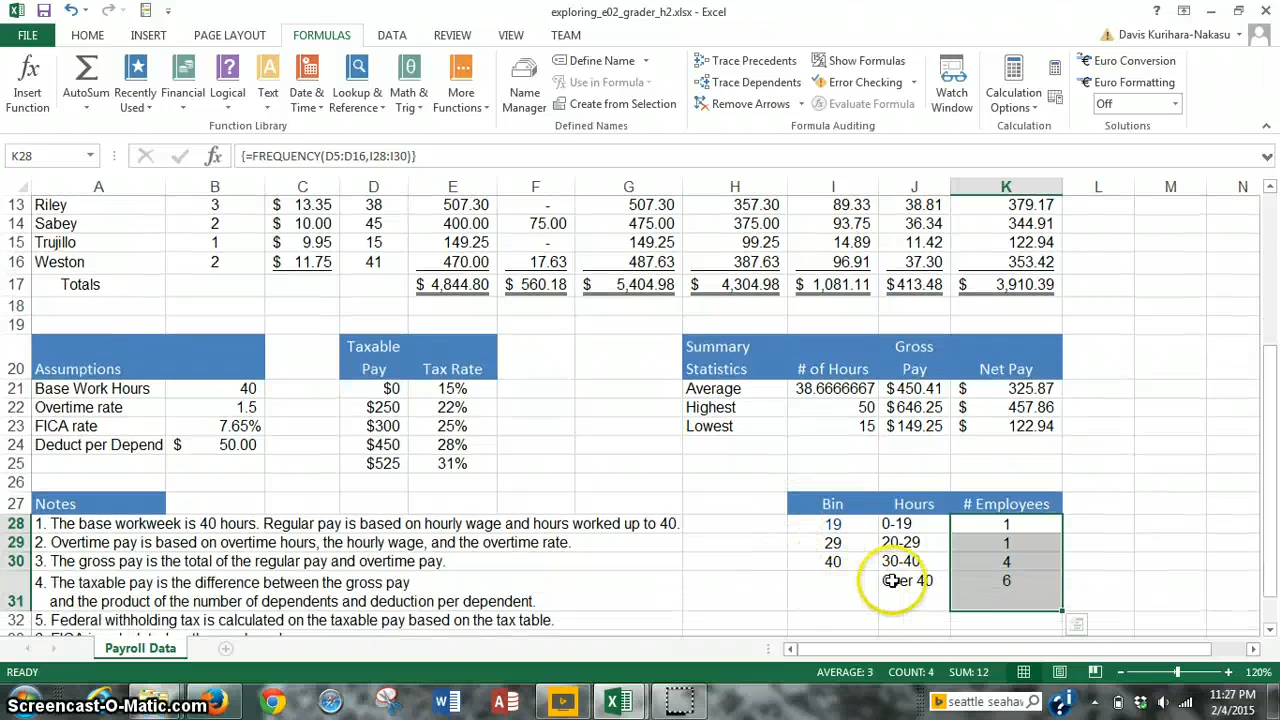 exploring_e02_grader_h2.xlsx - Excel
FILE HOME INSERT PAGE LAYOUT FORMULAS DATA REVIEW VIEW TEAM Davis Kurihara-Nakasu
Insert Function
AutoSum
Recently Used
Financial
Logical
Text
Date & Time
Lookup & Reference
Math & Trig
More Functions
Function Library
Name Manager
Define Name
Use in Formula
Create from Selection
Defined Names
Trace Precedents
Trace Dependents
Remove Arrows
Show Formulas
Error Checking
Evaluate Formula
Formula Auditing
Watch Window
Calculation Options
Calculation
Euro Conversion
Euro Formatting
Off
Solutions
K28 fx {=FREQUENCY(D5:D16,I28:I30)}
A B C D E F G H I J K L M N
13 Riley 3 $ 13.35 38 507.30 - 507.30 357.30 89.33 38.81 379.17
14 Sabey 2 $ 10.00 45 400.00 75.00 475.00 375.00 93.75 36.34 344.91
15 Trujillo 1 $ 9.95 15 149.25 - 149.25 99.25 14.89 11.42 122.94
16 Weston 2 $ 11.75 41 470.00 17.63 487.63 387.63 96.91 37.30 353.42
17 Totals $ 4,844.80 $ 560.18 $ 5,404.98 $ 4,304.98 $ 1,081.11 $413.48 $ 3,910.39
18
19
Taxable Summary Gross
20 Assumptions Pay Tax Rate Statistics # of Hours Pay Net Pay
21 Base Work Hours 40 $0 15% Average 38.6666667 $450.41 $ 325.87
22 Overtime rate 1.5 $250 22% Highest 50 $646.25 $ 457.86
23 FICA rate 7.65% $300 25% Lowest 15 $149.25 $ 122.94
24 Deduct per Depend $ 50.00 $450 28%
25 $525 31%
26
27 Notes Bin Hours # Employees
28 1. The base workweek is 40 hours. Regular pay is based on hourly wage and hours worked up to 40. 19 0-19 1
29 2. Overtime pay is based on overtime hours, the hourly wage, and the overtime rate. 29 20-29 1
30 3. The gross pay is the total of the regular pay and overtime pay. 40 30-40 4
4. The taxable pay is the difference between the gross pay Over 40 6
31 and the product of the number of dependents and deduction per dependent.
32 5. Federal withholding tax is calculated on the taxable pay based on the tax table.
Payroll Data
READY AVERAGE: 3 COUNT: 4 SUM: 12 120%
Screencast-O-Matic.com
seattle seahaw
11:27 PM
2/4/2015